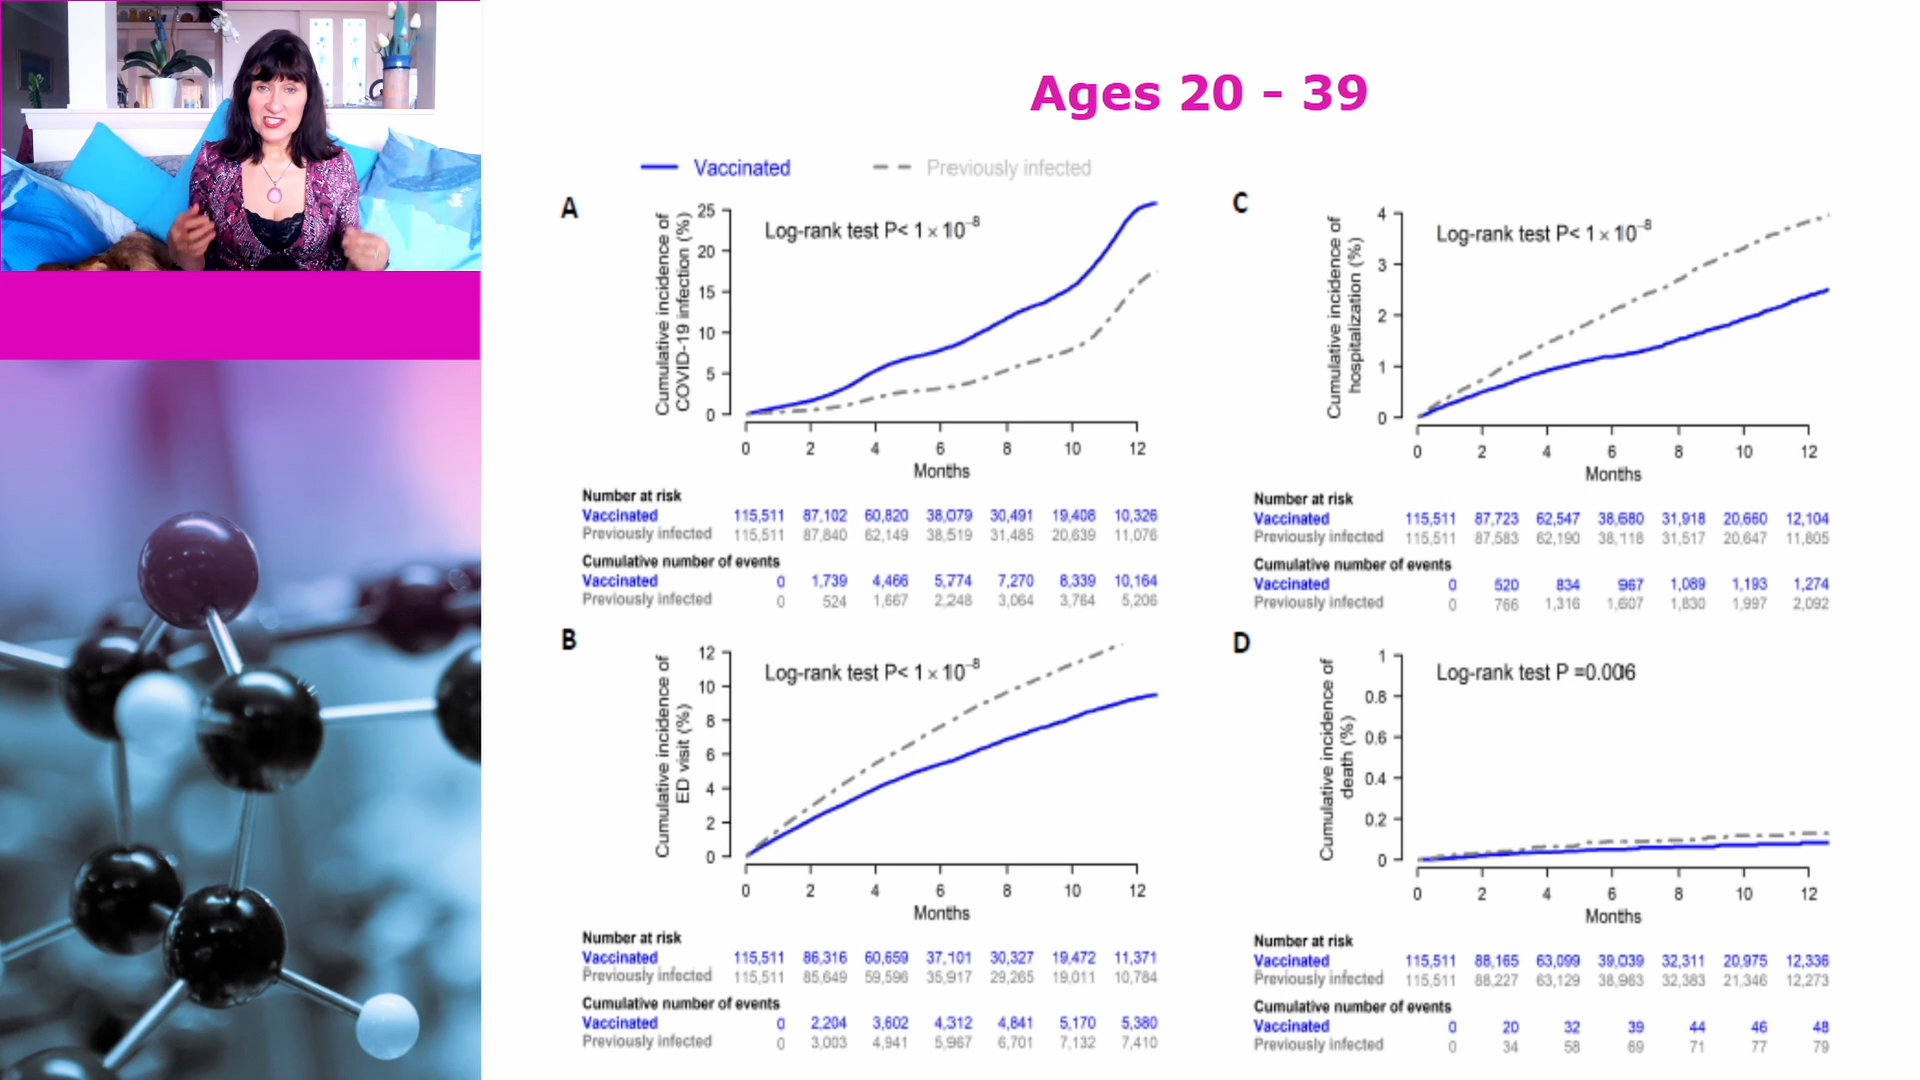 Ages 20 - 39
Vaccinated Previously infected
A
Cumulative incidence of
COVID-19 infection (%)
25
20
15
10
5
0
Log-rank test P< 1 × 10⁻⁸
0 2 4 6 8 10 12
Months
Number at risk
Vaccinated 115,511 87,102 60,820 38,079 30,491 19,408 10,326
Previously infected 115,511 87,840 62,149 38,519 31,485 20,639 11,076
Cumulative number of events
Vaccinated 0 1,739 4,466 5,774 7,270 8,339 10,164
Previously infected 0 524 1,667 2,248 3,064 3,764 5,206
B
Cumulative incidence of
ED visit (%)
12
10
8
6
4
2
0
Log-rank test P< 1 × 10⁻⁸
0 2 4 6 8 10 12
Months
Number at risk
Vaccinated 115,511 86,316 60,659 37,101 30,327 19,472 11,371
Previously infected 115,511 85,649 59,596 35,917 29,265 19,011 10,784
Cumulative number of events
Vaccinated 0 2,204 3,602 4,312 4,841 5,170 5,380
Previously infected 0 3,003 4,941 5,967 6,701 7,132 7,410
C
Cumulative incidence of
hospitalization (%)
4
3
2
1
0
Log-rank test P< 1 × 10⁻⁸
0 2 4 6 8 10 12
Months
Number at risk
Vaccinated 115,511 87,723 62,547 38,680 31,918 20,660 12,104
Previously infected 115,511 87,583 62,190 38,118 31,517 20,647 11,805
Cumulative number of events
Vaccinated 0 520 834 967 1,089 1,193 1,274
Previously infected 0 766 1,316 1,607 1,830 1,997 2,092
D
Cumulative incidence of
death (%)
1
0.8
0.6
0.4
0.2
0
Log-rank test P =0.006
0 2 4 6 8 10 12
Months
Number at risk
Vaccinated 115,511 88,165 63,099 39,039 32,311 20,975 12,336
Previously infected 115,511 88,227 63,129 38,963 32,383 21,346 12,273
Cumulative number of events
Vaccinated 0 20 32 39 44 46 48
Previously infected 0 34 58 69 71 77 79